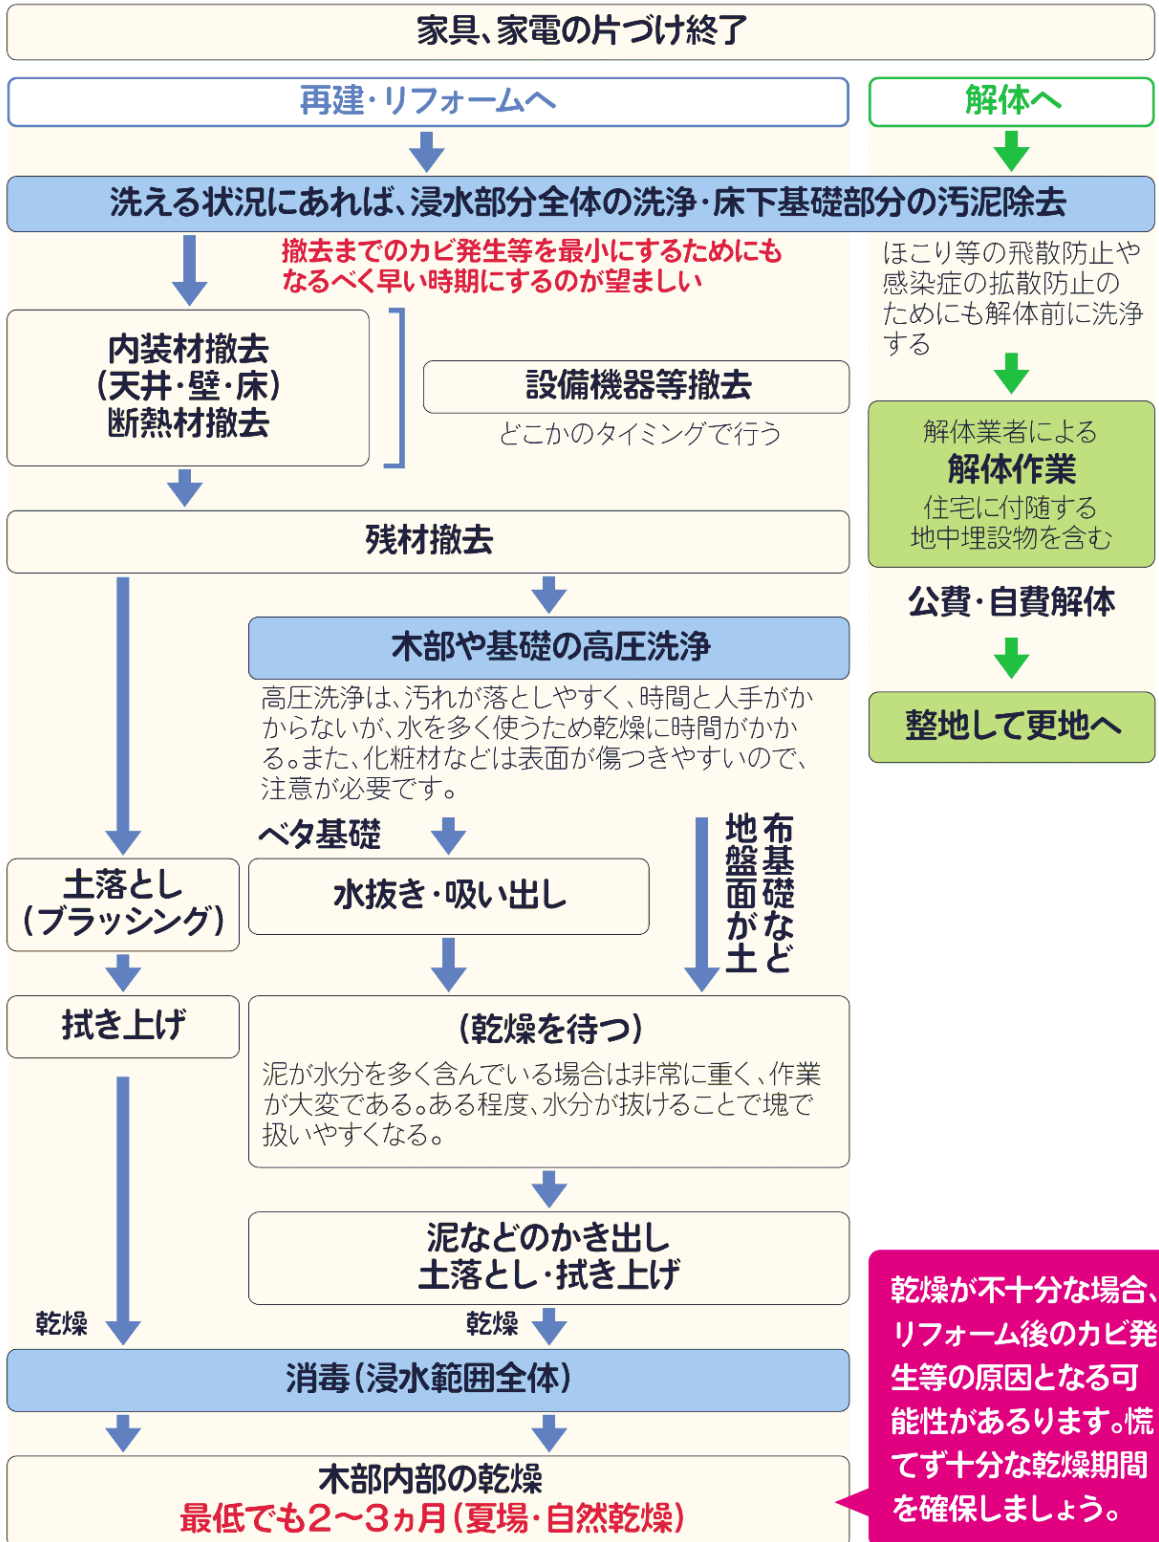 家具、家電の片づけ終了
再建・リフォームへ
解体へ
洗える状況にあれば、浸水部分全体の洗浄・床下基礎部分の汚泥除去
撤去までのカビ発生等を最小にするためにも
なるべく早い時期にするのが望ましい
ほこり等の飛散防止や
感染症の拡散防止の
ためにも解体前に洗浄
する
内装材撤去
(天井・壁・床)
断熱材撤去
設備機器等撤去
どこかのタイミングで行う
解体業者による
解体作業
住宅に付随する
地中埋設物を含む
残材撤去
公費・自費解体
木部や基礎の高圧洗浄
高圧洗浄は、汚れが落としやすく、時間と人手がか
からないが、水を多く使うため乾燥に時間がかか
る。また、化粧材などは表面が傷つきやすいので、
注意が必要です。
整地して更地へ
ベタ基礎
布基礎など
地盤面が土
土落とし
(ブラッシング)
水抜き・吸い出し
拭き上げ
(乾燥を待つ)
泥が水分を多く含んでいる場合は非常に重く、作業
が大変である。ある程度、水分が抜けることで塊で
扱いやすくなる。
泥などのかき出し
土落とし・拭き上げ
乾燥
乾燥
消毒(浸水範囲全体)
木部内部の乾燥
最低でも2〜3ヵ月(夏場・自然乾燥)
乾燥が不十分な場合、
リフォーム後のカビ発
生等の原因となる可
能性があるります。慌
てず十分な乾燥期間
を確保しましょう。